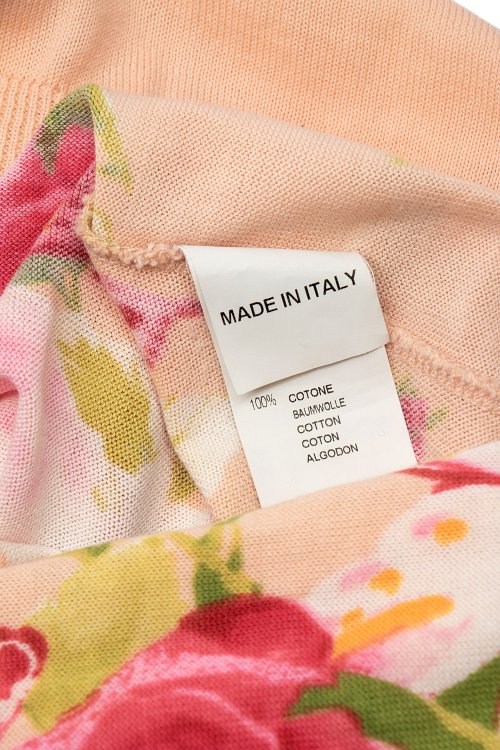 MADE IN ITALY
100% COTONE
BAUMWOLLE
COTTON
COTON
ALGODON